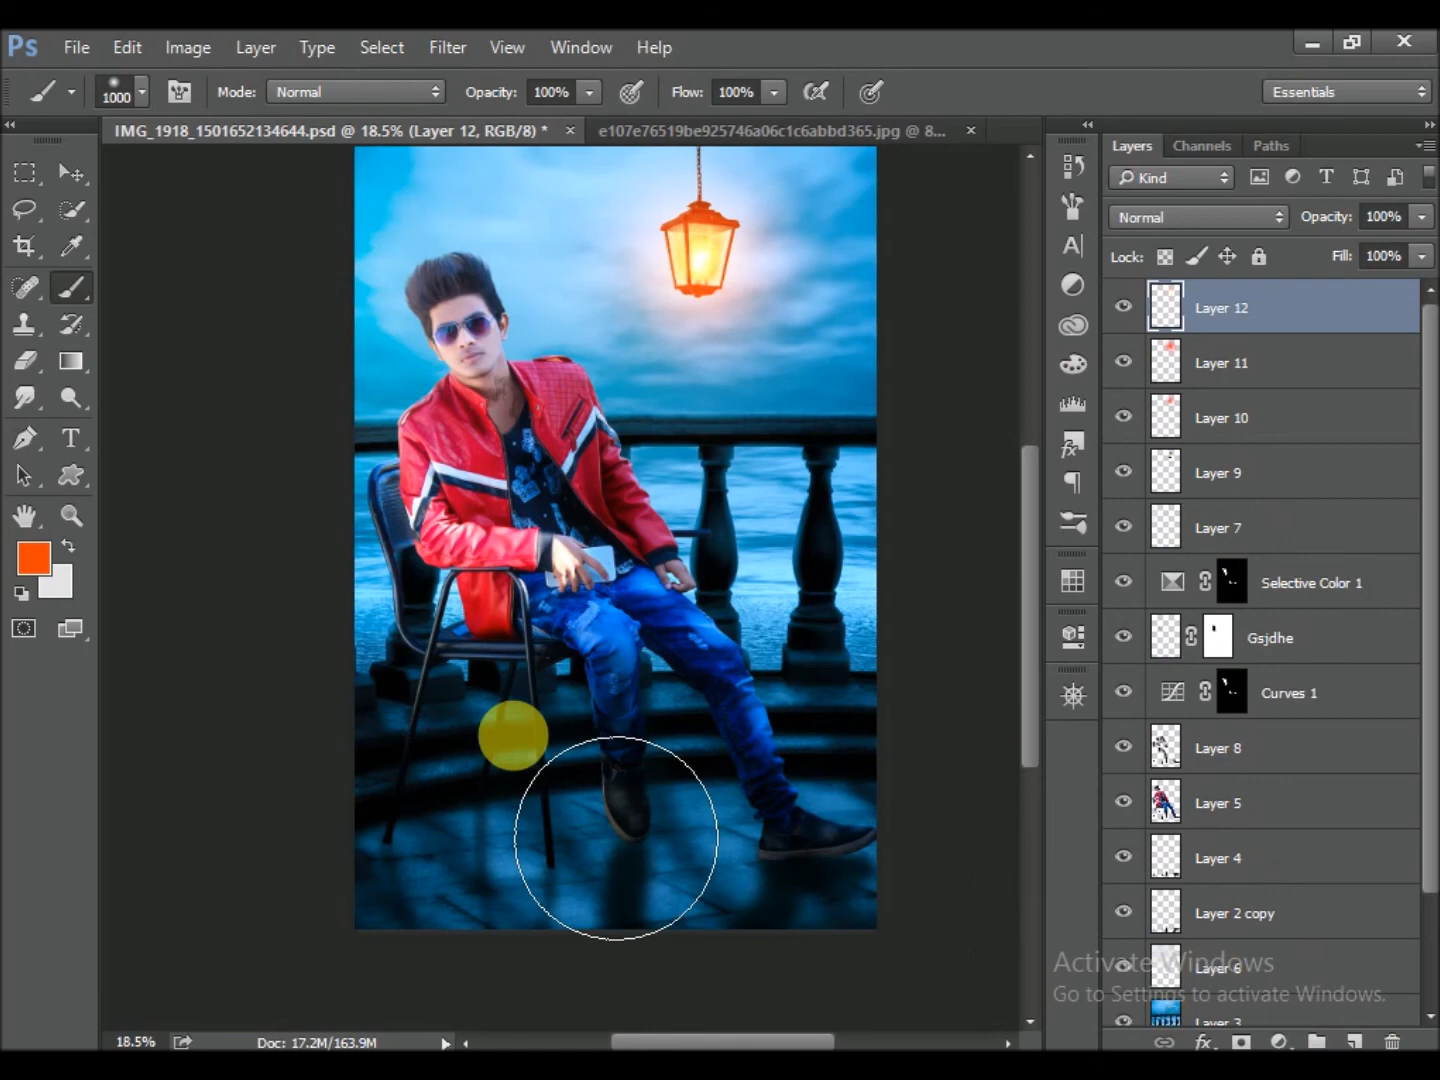 Ps File Edit Image Layer Type Select Filter View Window Help
1000 Mode: Normal Opacity: 100% Flow: 100% Essentials
IMG_1918_1501652134644.psd @ 18.5% (Layer 12, RGB/8) * e107e76519be925746a06c1c6abbd365.jpg @ 8...
Layers Channels Paths
Kind
Normal Opacity: 100%
Lock: Fill: 100%
Layer 12
Layer 11
Layer 10
Layer 9
Layer 7
Selective Color 1
Gsjdhe
Curves 1
Layer 8
Layer 5
Layer 4
Layer 2 copy
Layer 6
Layer 3
Activate Windows
Go to Settings to activate Windows.
18.5% Doc: 17.2M/163.9M